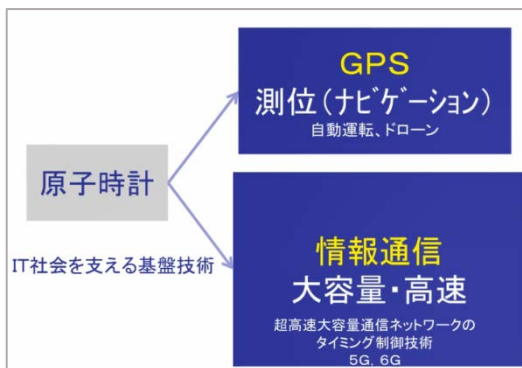 GPS
測位(ナビゲーション)
自動運転、ドローン
原子時計
IT社会を支える基盤技術
情報通信
大容量・高速
超高速大容量通信ネットワークの
タイミング制御技術
5G, 6G